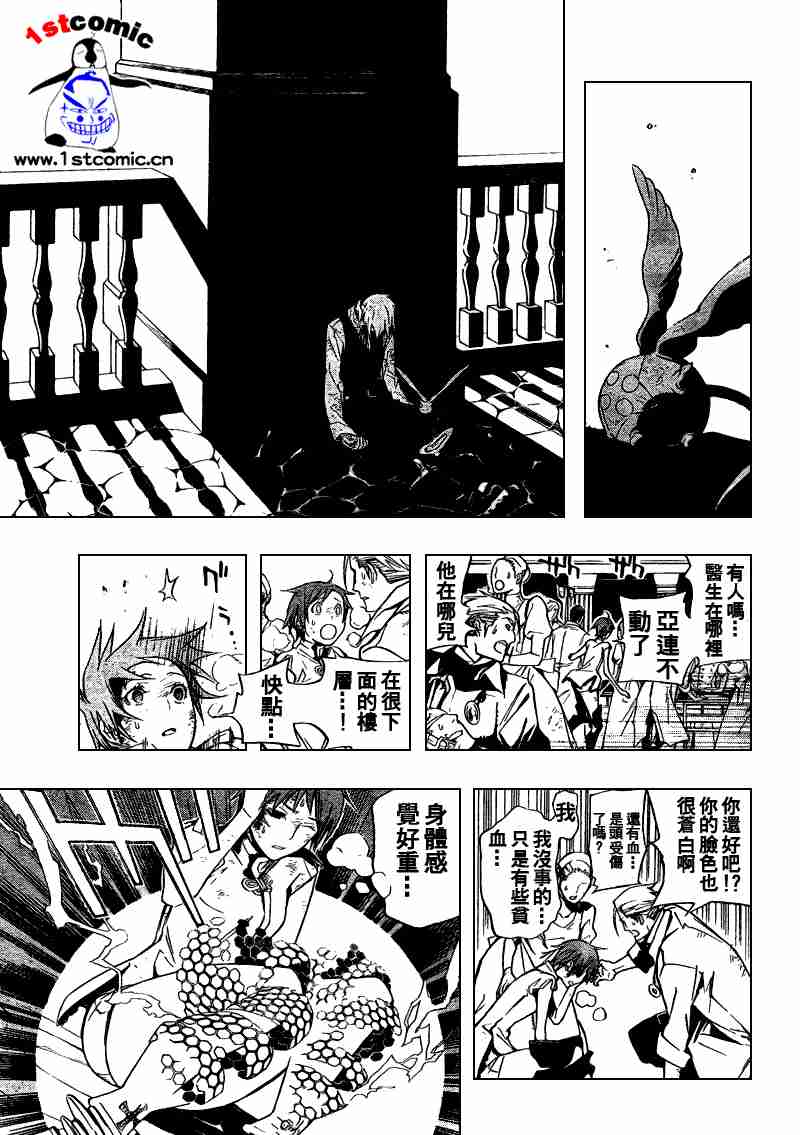 1stcomic
www.1stcomic.cn
有人嗎…
醫生在哪裡
亞連不
動了
他在哪兒
在很下
面的樓
層…!
快點…
グ
你還好吧!?
你的臉色也
很蒼白啊
還有血…
是頭受傷
了嗎?
我
我沒事的…
只是有些貧
血…
身體感
覺好重…